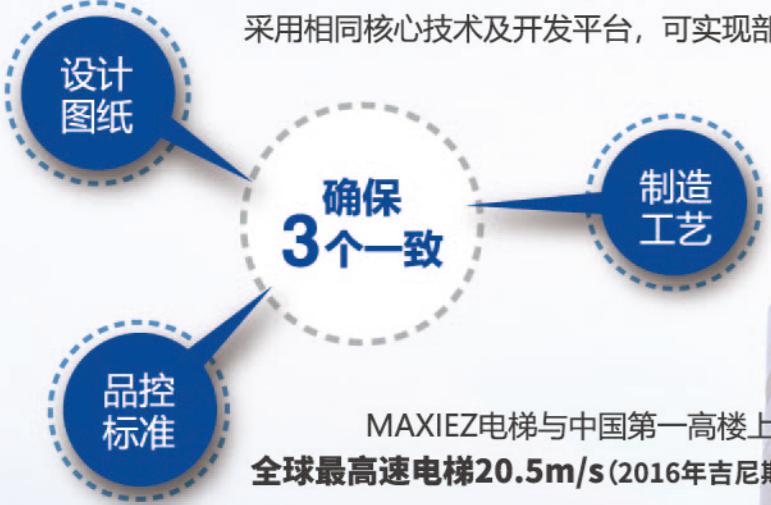 采用相同核心技术及开发平台，可实现部
设计
图纸
确保
3个一致
制造
工艺
品控
标准
MAXIEZ电梯与中国第一高楼上
全球最高速电梯20.5m/s(2016年吉尼斯